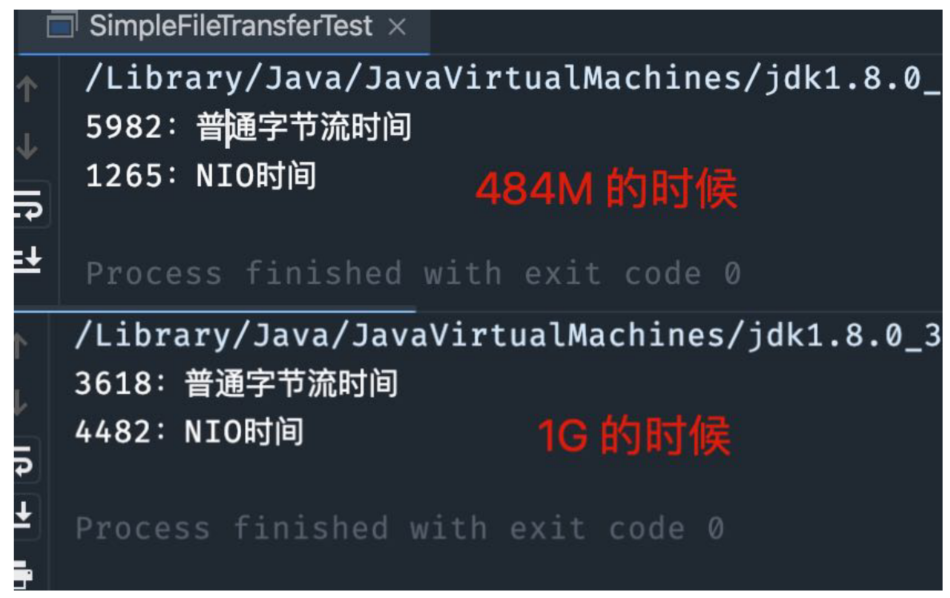 SimpleFileTransferTest ×
/Library/Java/JavaVirtualMachines/jdk1.8.0_
5982: 普通字节流时间
1265: NIO时间
484M 的时候
Process finished with exit code 0
/Library/Java/JavaVirtualMachines/jdk1.8.0_3
3618: 普通字节流时间
4482: NIO时间
1G 的时候
Process finished with exit code 0